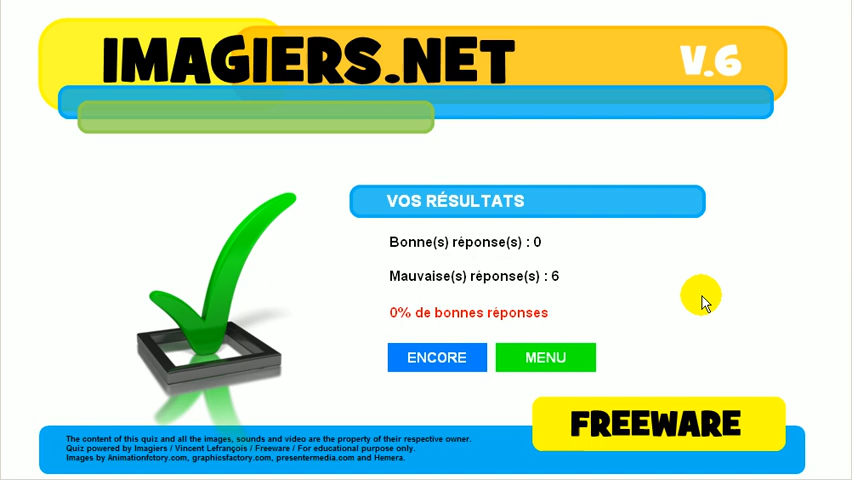 IMAGIERS.NET
V.6
VOS RÉSULTATS
Bonne(s) réponse(s) : 0
Mauvaise(s) réponse(s) : 6
0% de bonnes réponses
ENCORE
MENU
FREEWARE
The content of this quiz and all the images, sounds and video are the property of their respective owner.
Quiz powered by Imagiers / Vincent Lefrançois / Freeware / For educational purpose only.
Images by Animationfctory.com, graphicsfactory.com, presentermedia.com and Hemera.